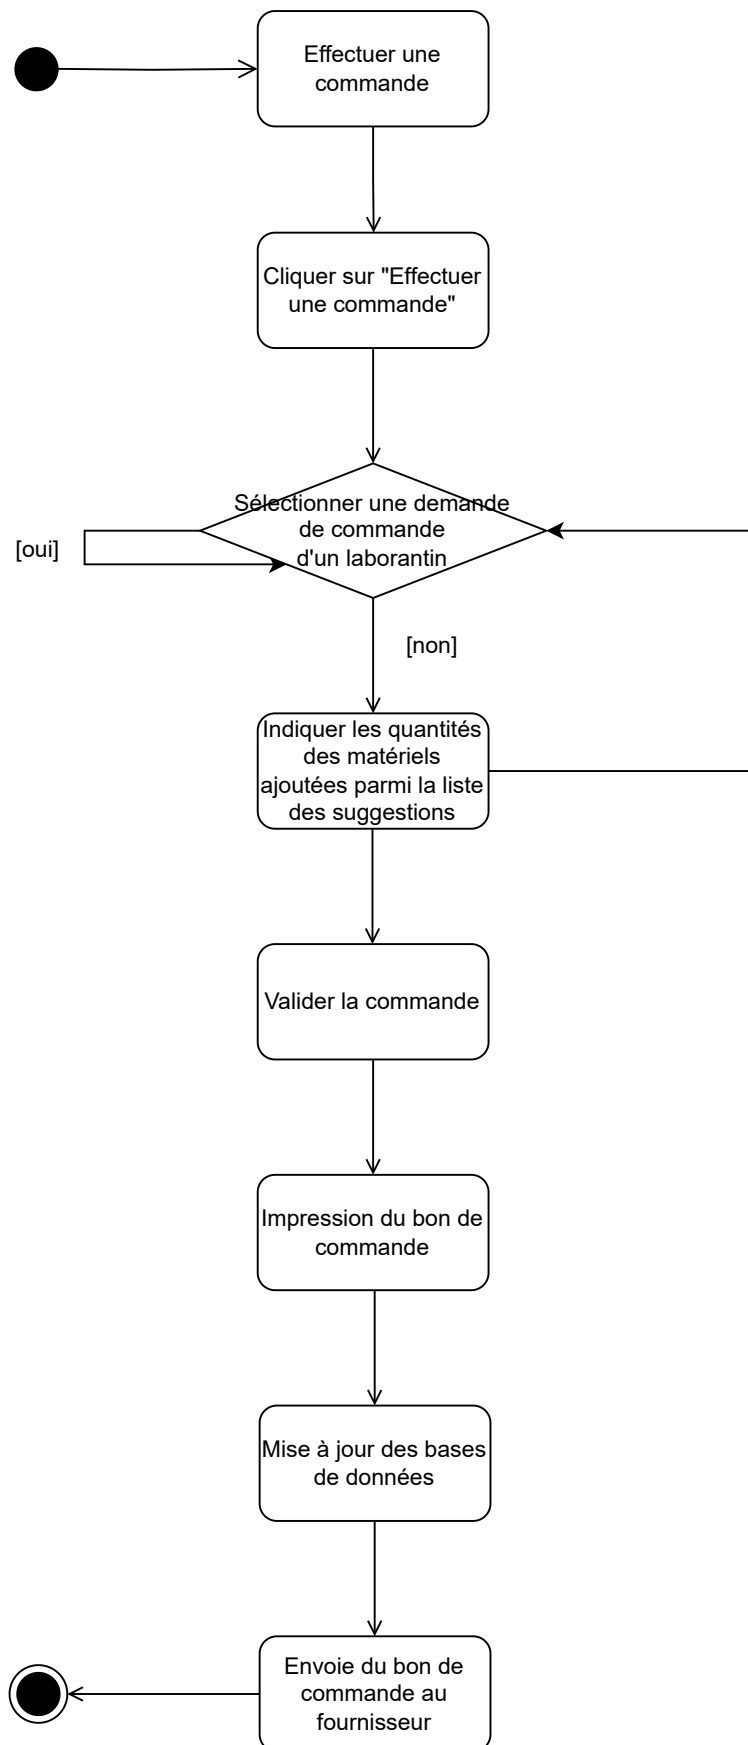 Effectuer une
commande
Cliquer sur "Effectuer
une commande"
Sélectionner une demande
de commande
d'un laborantin
[oui]
[non]
Indiquer les quantités
des matériels
ajoutées parmi la liste
des suggestions
Valider la commande
Impression du bon de
commande
Mise à jour des bases
de données
Envoie du bon de
commande au
fournisseur